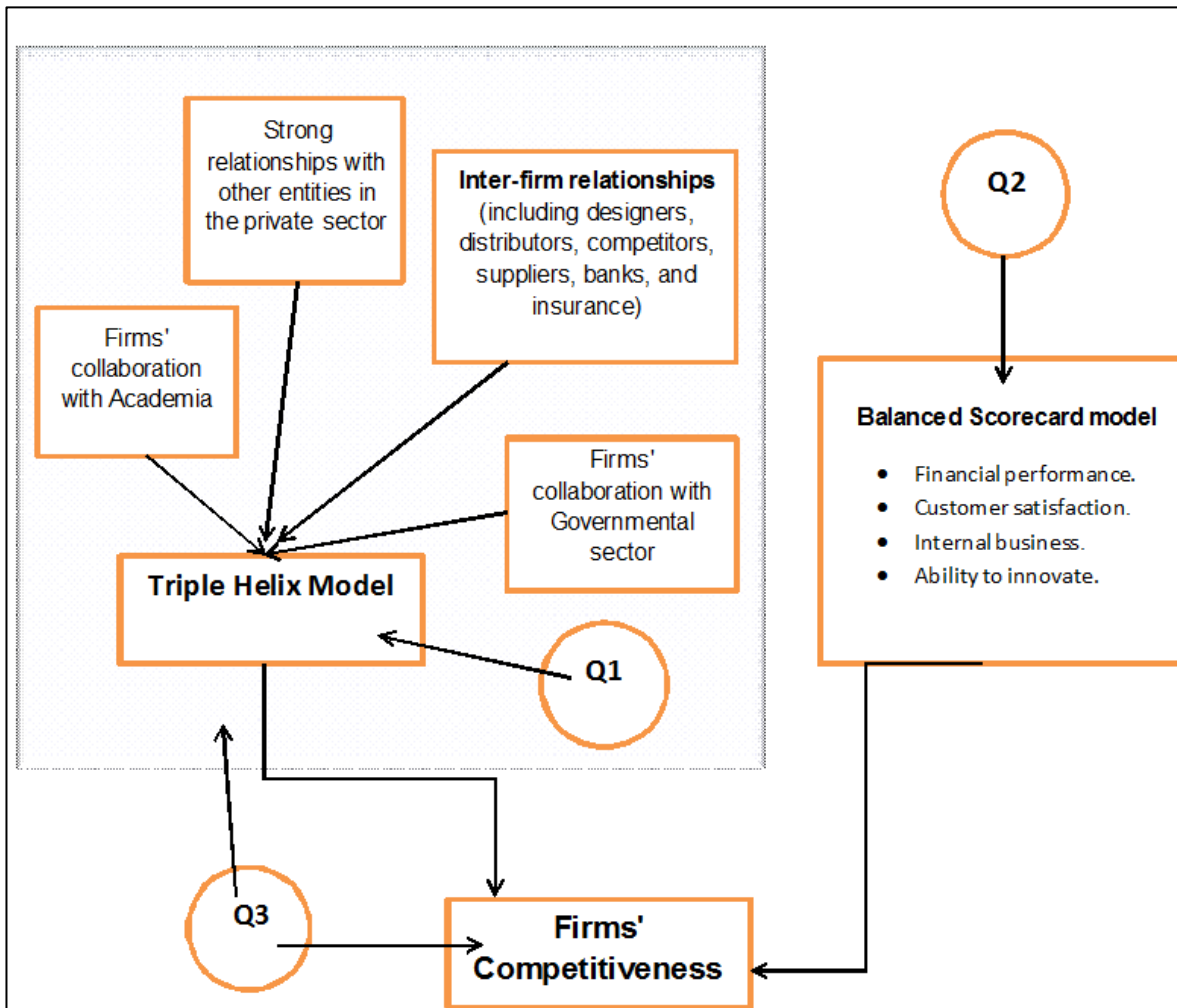 Strong
relationships with
other entities in
the private sector
Inter-firm relationships
(including designers,
distributors, competitors,
suppliers, banks, and
insurance)
Q2
Firms'
collaboration
with Academia
Balanced Scorecard model
• Financial performance.
• Customer satisfaction.
• Internal business.
• Ability to innovate.
Firms'
collaboration with
Governmental
sector
Triple Helix Model
Q1
Q3
Firms'
Competitiveness